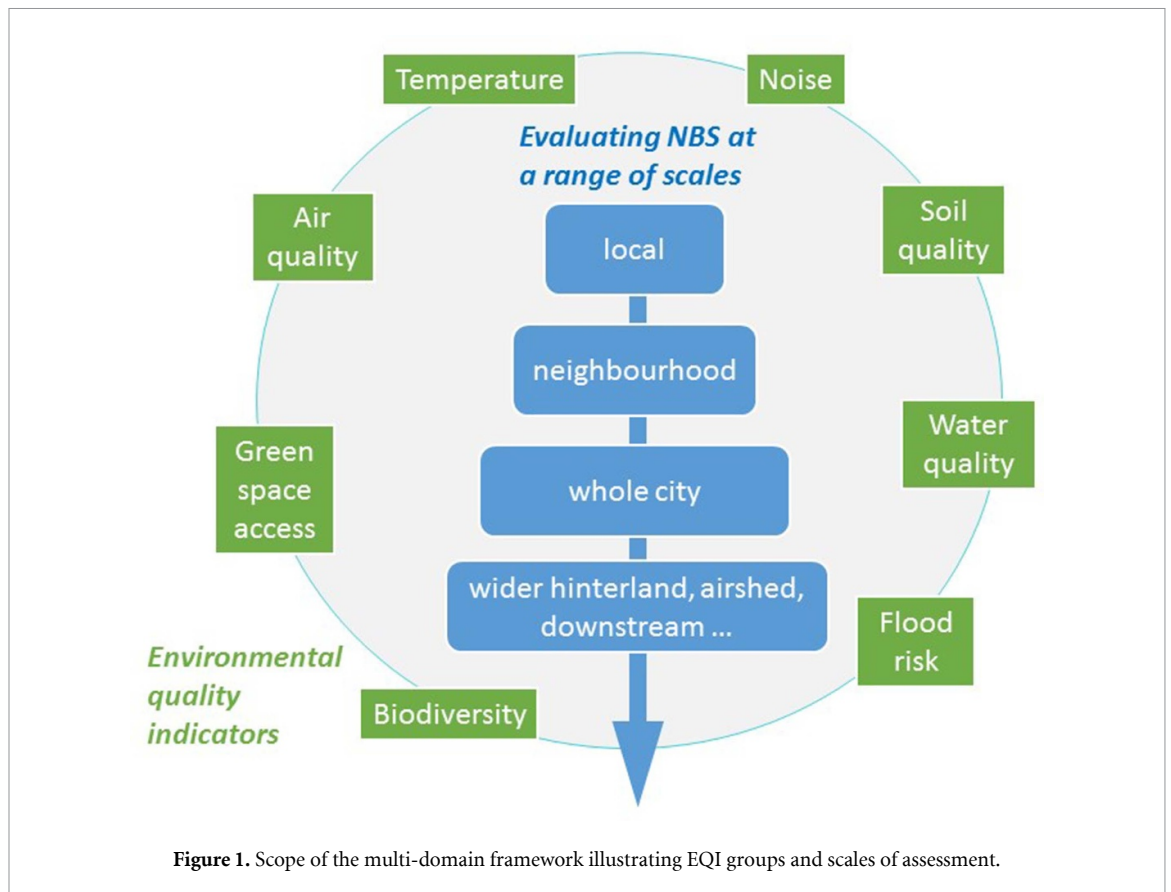 Temperature
Noise
Evaluating NBS at
a range of scales
Air
quality
local
Soil
quality
neighbourhood
Green
space
access
whole city
Water
quality
wider hinterland, airshed,
downstream ...
Flood
risk
Environmental
quality
indicators
Biodiversity
Figure 1. Scope of the multi-domain framework illustrating EQI groups and scales of assessment.